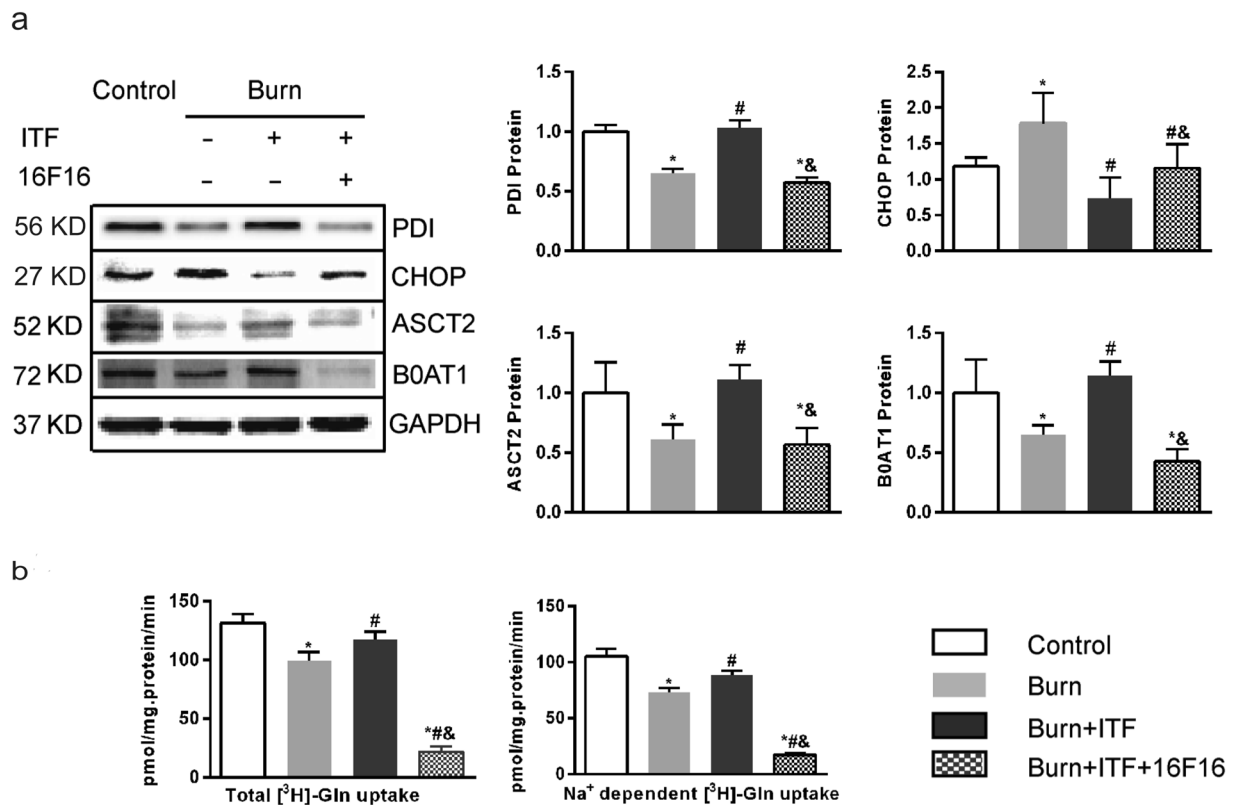 a
Control Burn
ITF – + +
16F16 – – +
56 KD PDI
27 KD CHOP
52 KD ASCT2
72 KD B0AT1
37 KD GAPDH
PDI Protein
1.5
1.0
0.5
0.0
*
#
*&
CHOP Protein
2.5
2.0
1.5
1.0
0.5
0.0
*
#
#&
ASCT2 Protein
1.5
1.0
0.5
0.0
*
#
*&
B0AT1 Protein
1.5
1.0
0.5
0.0
*
#
*&
b
pmol/mg.protein/min
150
100
50
0
*
#
*#&
Total [³H]-Gln uptake
pmol/mg.protein/min
150
100
50
0
*
#
*#&
Na⁺ dependent [³H]-Gln uptake
Control
Burn
Burn+ITF
Burn+ITF+16F16